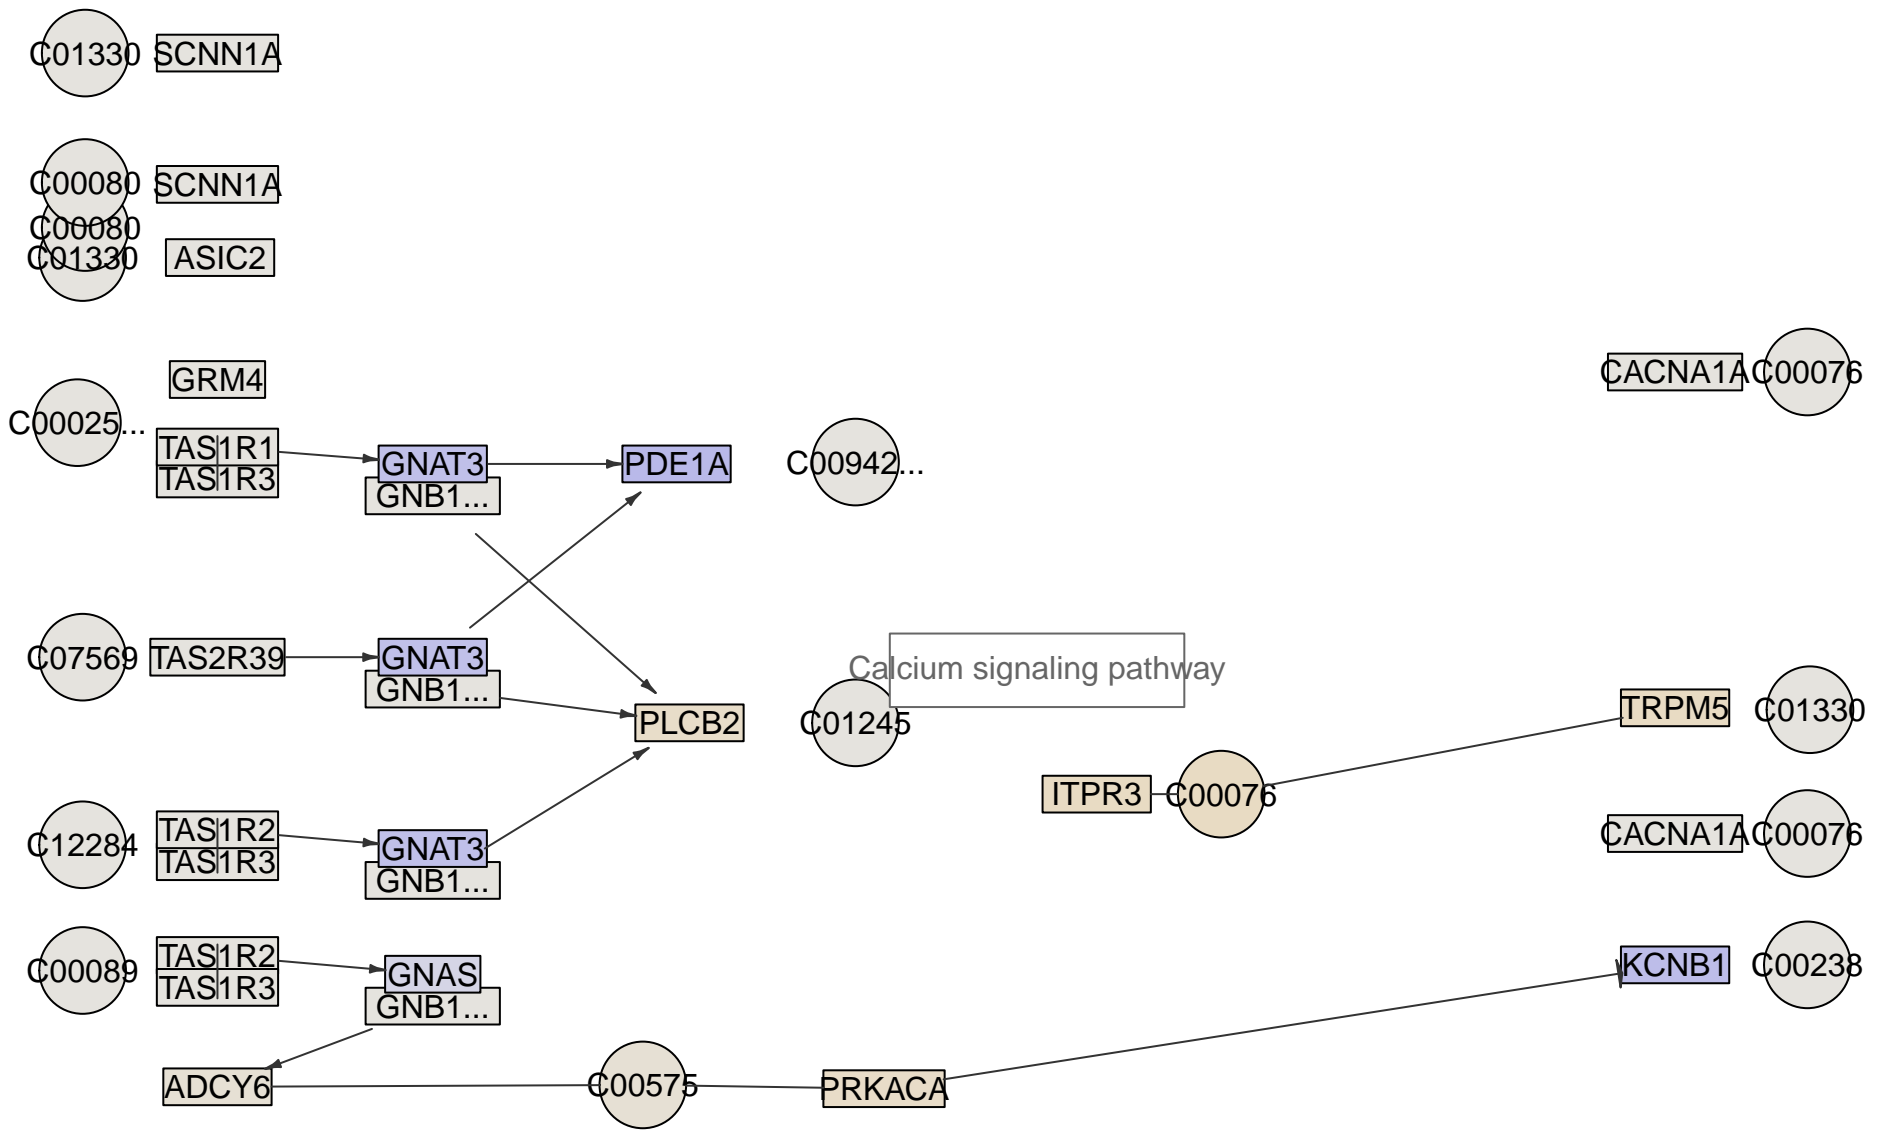 C01330 SCNN1A
C00080 SCNN1A
C00080
C01330 ASIC2
CACNA1A C00076
GRM4
C00025...
TAS1R1
TAS1R3
GNAT3
GNB1...
PDE1A
C00942...
C07569 TAS2R39 GNAT3
GNB1...
Calcium signaling pathway
PLCB2
C01245
TRPM5 C01330
ITPR3 C00076
C12284
TAS1R2
TAS1R3
GNAT3
GNB1...
CACNA1A C00076
C00089
TAS1R2
TAS1R3
GNAS
GNB1...
KCNB1 C00238
ADCY6 C00575 PRKACA